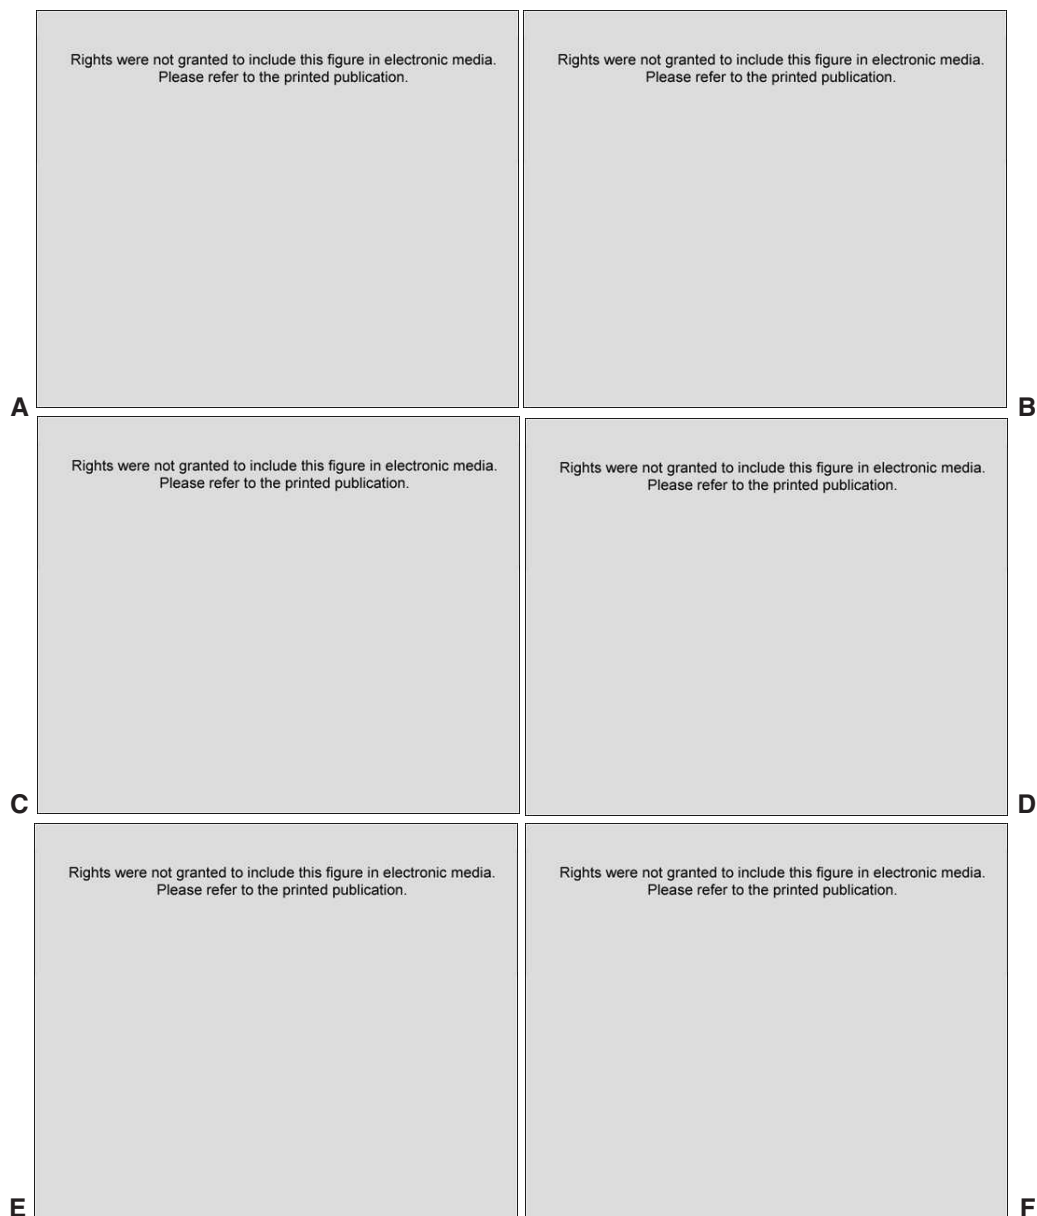 Rights were not granted to include this figure in electronic media.
Please refer to the printed publication.
Rights were not granted to include this figure in electronic media.
Please refer to the printed publication.
A
B
Rights were not granted to include this figure in electronic media.
Please refer to the printed publication.
Rights were not granted to include this figure in electronic media.
Please refer to the printed publication.
C
D
Rights were not granted to include this figure in electronic media.
Please refer to the printed publication.
Rights were not granted to include this figure in electronic media.
Please refer to the printed publication.
E
F